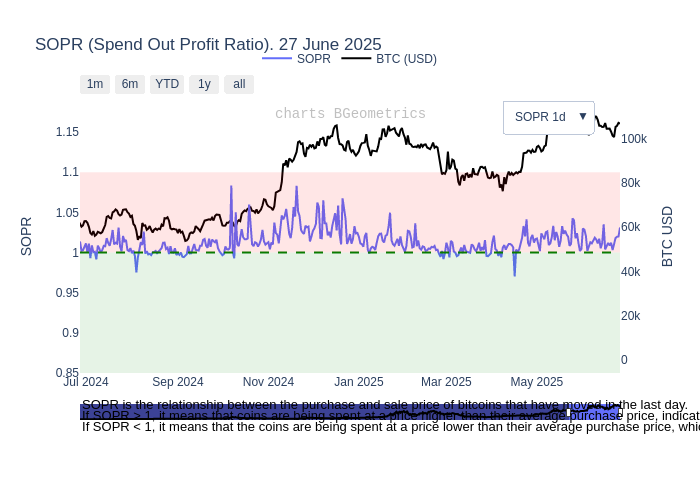 SOPR (Spend Out Profit Ratio). 27 June 2025
SOPR BTC (USD)
1m 6m YTD 1y all
charts BGeometrics
SOPR 1d ▼
1.15
1.1
1.05
1
0.95
0.9
0.85
SOPR
100k
80k
60k
40k
20k
0
BTC USD
Jul 2024 Sep 2024 Nov 2024 Jan 2025 Mar 2025 May 2025
SOPR is the relationship between the purchase and sale price of bitcoins that have moved in the last day.
If SOPR > 1, it means that coins are being spent at a price higher than their average purchase price, indicat
If SOPR < 1, it means that the coins are being spent at a price lower than their average purchase price, whic